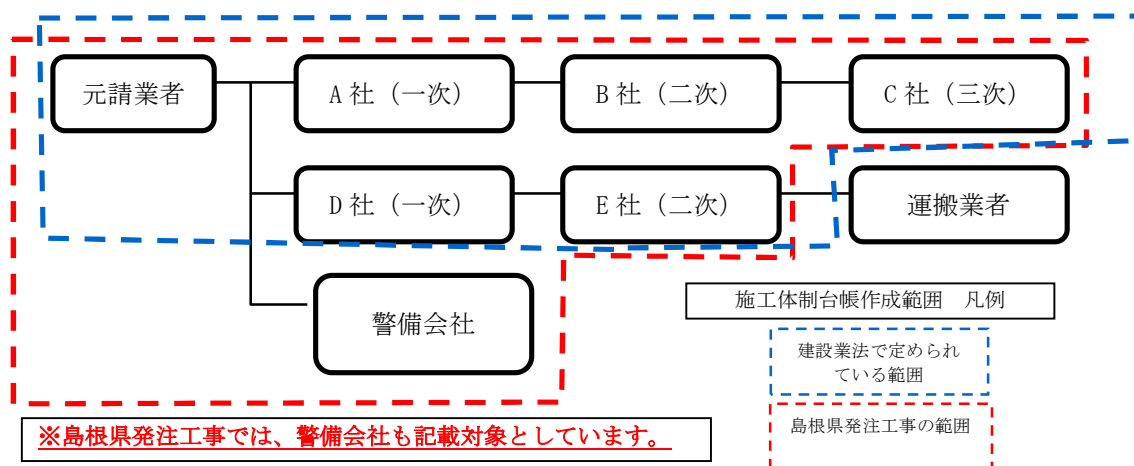 元請業者
A社（一次）
B社（二次）
C社（三次）
D社（一次）
E社（二次）
運搬業者
警備会社
施工体制台帳作成範囲　凡例
建設業法で定められ
ている範囲
島根県発注工事の範囲
※島根県発注工事では、警備会社も記載対象としています。